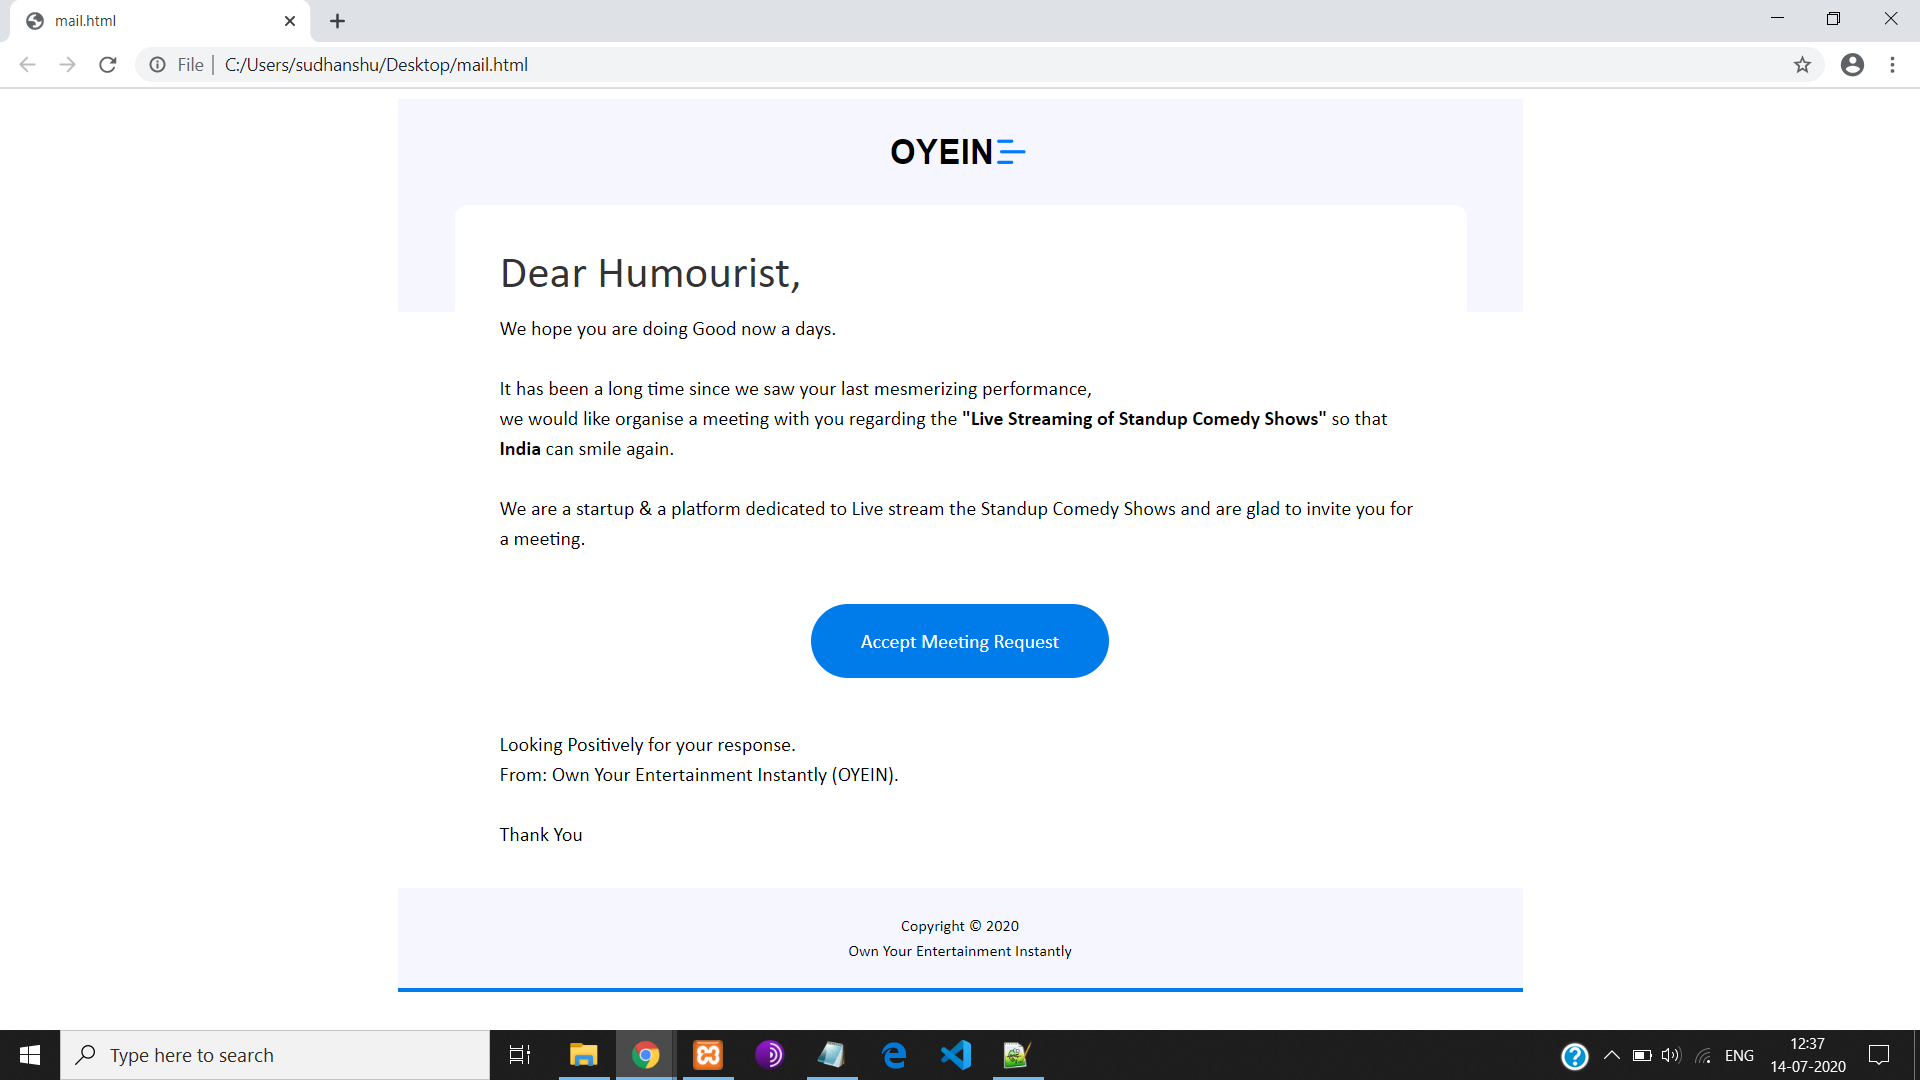 mail.html
File | C:/Users/sudhanshu/Desktop/mail.html
OYEIN
Dear Humourist,
We hope you are doing Good now a days.
It has been a long time since we saw your last mesmerizing performance,
we would like organise a meeting with you regarding the "Live Streaming of Standup Comedy Shows" so that
India can smile again.
We are a startup & a platform dedicated to Live stream the Standup Comedy Shows and are glad to invite you for
a meeting.
Accept Meeting Request
Looking Positively for your response.
From: Own Your Entertainment Instantly (OYEIN).
Thank You
Copyright © 2020
Own Your Entertainment Instantly
Type here to search
ENG
12:37
14-07-2020